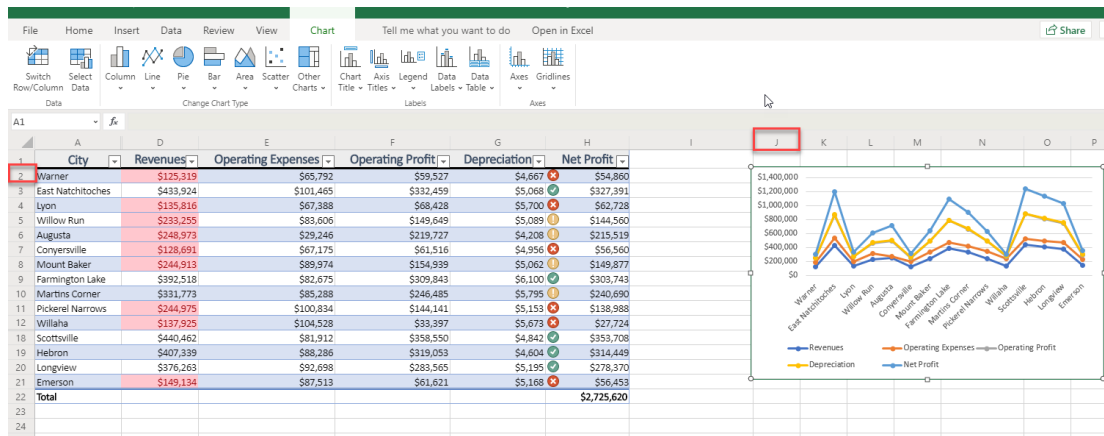 File Home Insert Data Review View Chart Tell me what you want to do Open in Excel Share
Switch Row/Column Select Data Column Line Pie Bar Area Scatter Other Charts Chart Title Axis Titles Legend Data Labels Data Table Axes Gridlines
Data Change Chart Type Labels Axes
A1 fx
A D E F G H I J K L M N O P
1 City Revenues Operating Expenses Operating Profit Depreciation Net Profit
2 Warner $125,319 $65,792 $59,527 $4,667 $54,860
3 East Natchitoches $433,924 $101,465 $332,459 $5,068 $327,391
4 Lyon $135,816 $67,388 $68,428 $5,700 $62,728
5 Willow Run $233,255 $83,606 $149,649 $5,089 $144,560
6 Augusta $248,973 $29,246 $219,727 $4,208 $215,519
7 Conyersville $128,691 $67,175 $61,516 $4,956 $56,560
8 Mount Baker $244,913 $89,974 $154,939 $5,062 $149,877
9 Farmington Lake $392,518 $82,675 $309,843 $6,100 $303,743
10 Martins Corner $331,773 $85,288 $246,485 $5,795 $240,690
11 Pickerel Narrows $244,975 $100,834 $144,141 $5,153 $138,988
12 Willaha $137,925 $104,528 $33,397 $5,673 $27,724
18 Scottsville $440,462 $81,912 $358,550 $4,842 $353,708
19 Hebron $407,339 $88,286 $319,053 $4,604 $314,449
20 Longview $376,263 $92,698 $283,565 $5,195 $278,370
21 Emerson $149,134 $87,513 $61,621 $5,168 $56,453
22 Total $2,725,620
23
24
$1,400,000
$1,200,000
$1,000,000
$800,000
$600,000
$400,000
$200,000
$0
Warner East Natchitoches Lyon Willow Run Augusta Conyersville Mount Baker Farmington Lake Martins Corner Pickerel Narrows Willaha Scottsville Hebron Longview Emerson
Revenues Operating Expenses Operating Profit
Depreciation Net Profit